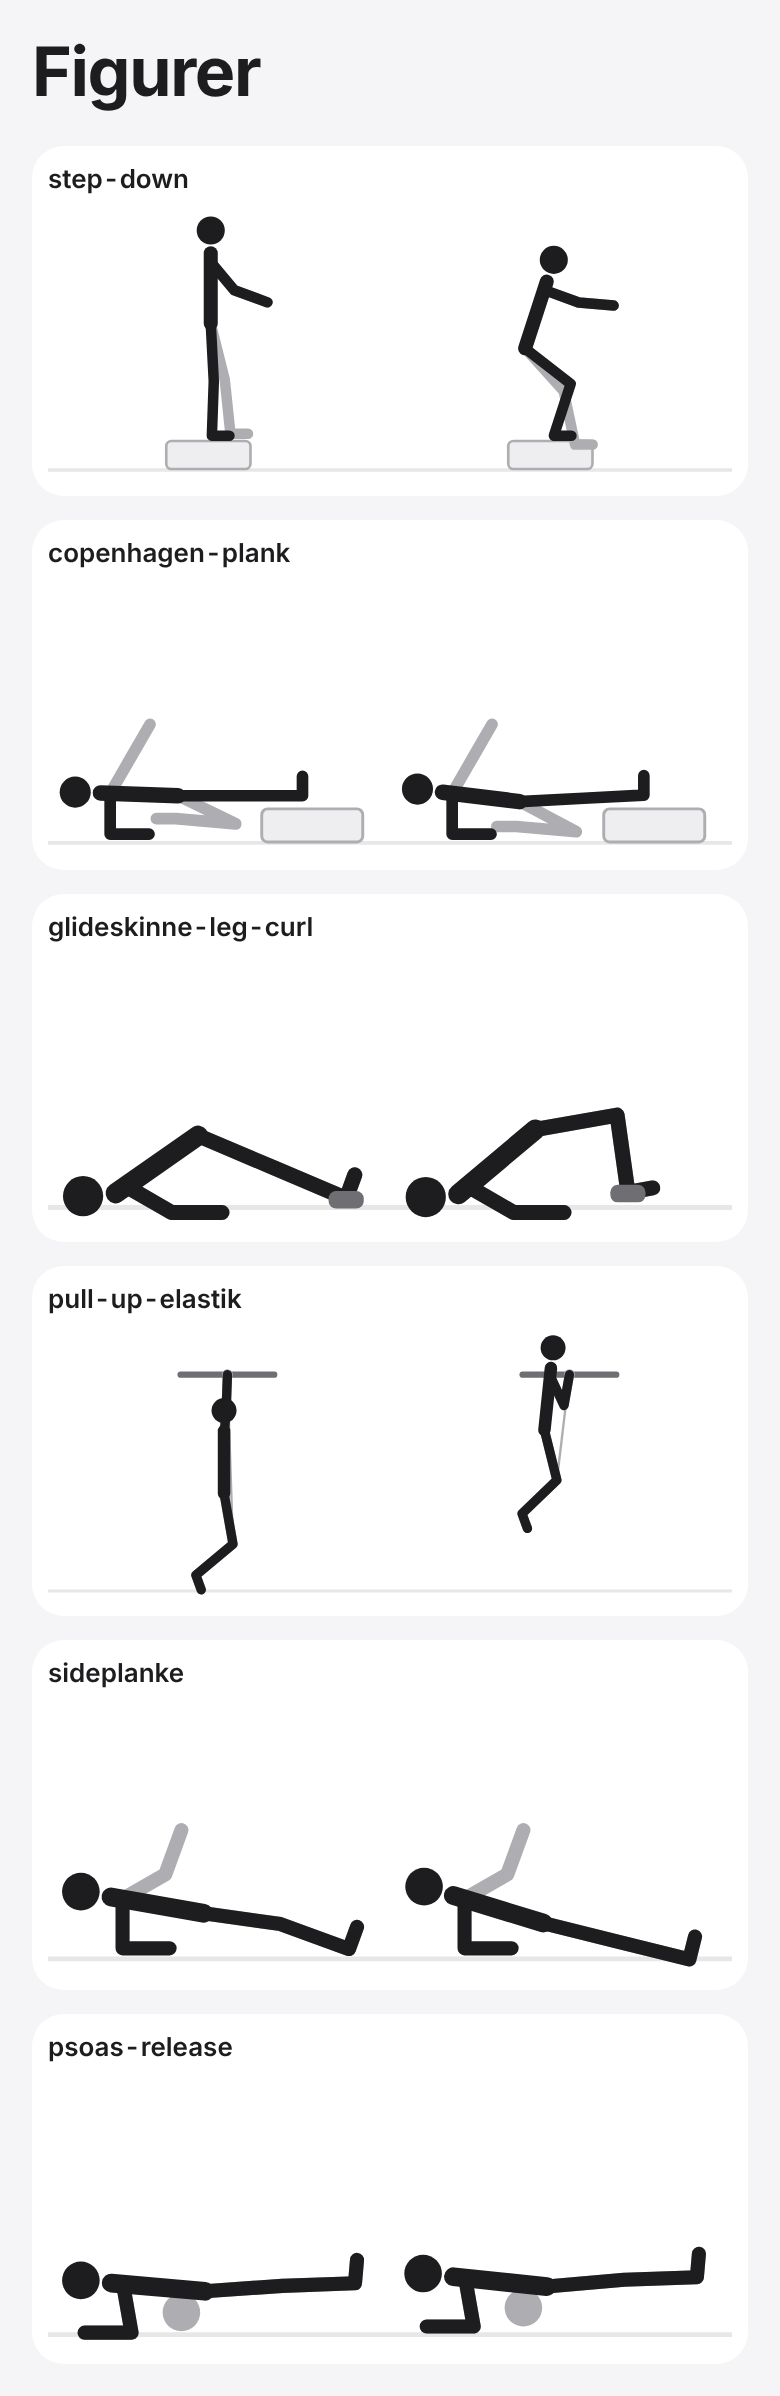 Figurer
step-down
copenhagen-plank
glideskinne-leg-curl
pull-up-elastik
sideplanke
psoas-release